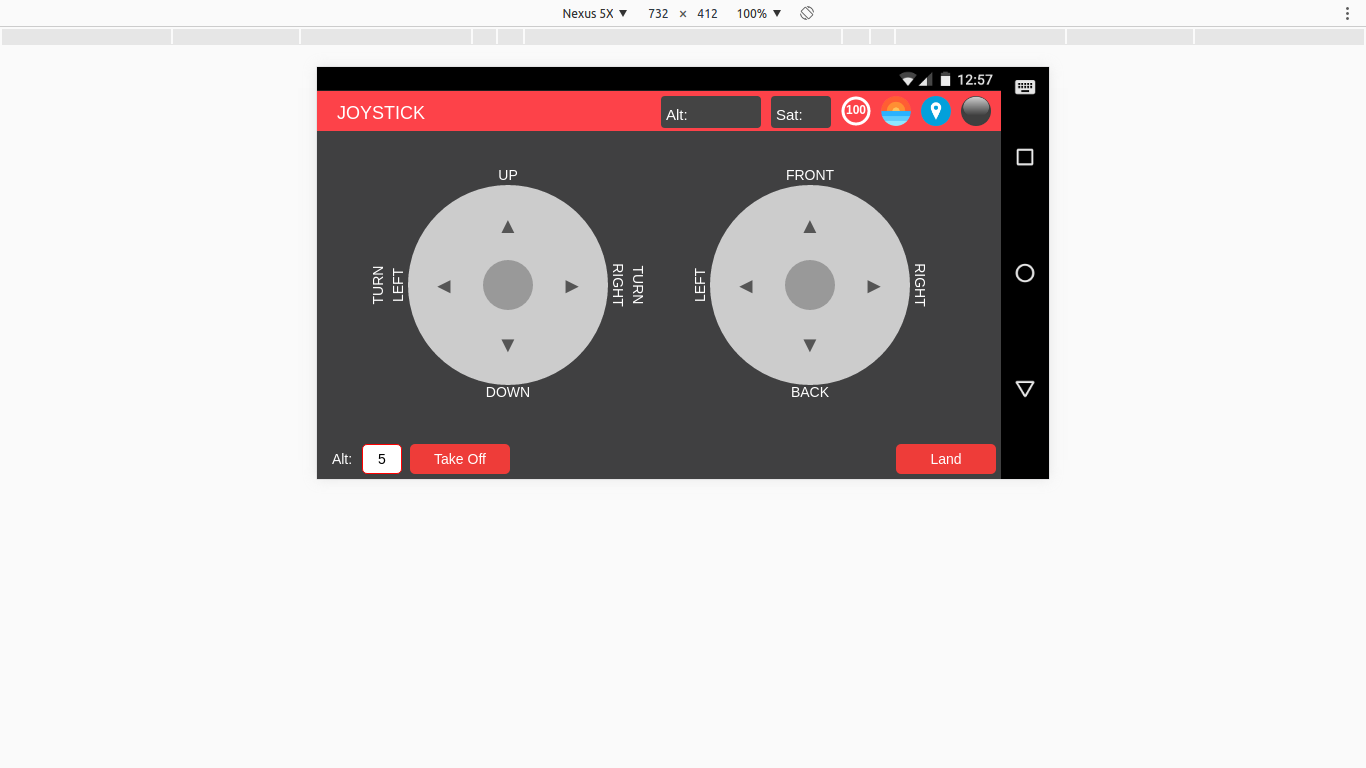 Nexus 5X ▼ 732 × 412 100% ▼
12:57
JOYSTICK Alt: Sat: 100
UP
TURN
LEFT
RIGHT
TURN
DOWN
FRONT
LEFT
RIGHT
BACK
Alt: 5 Take Off Land